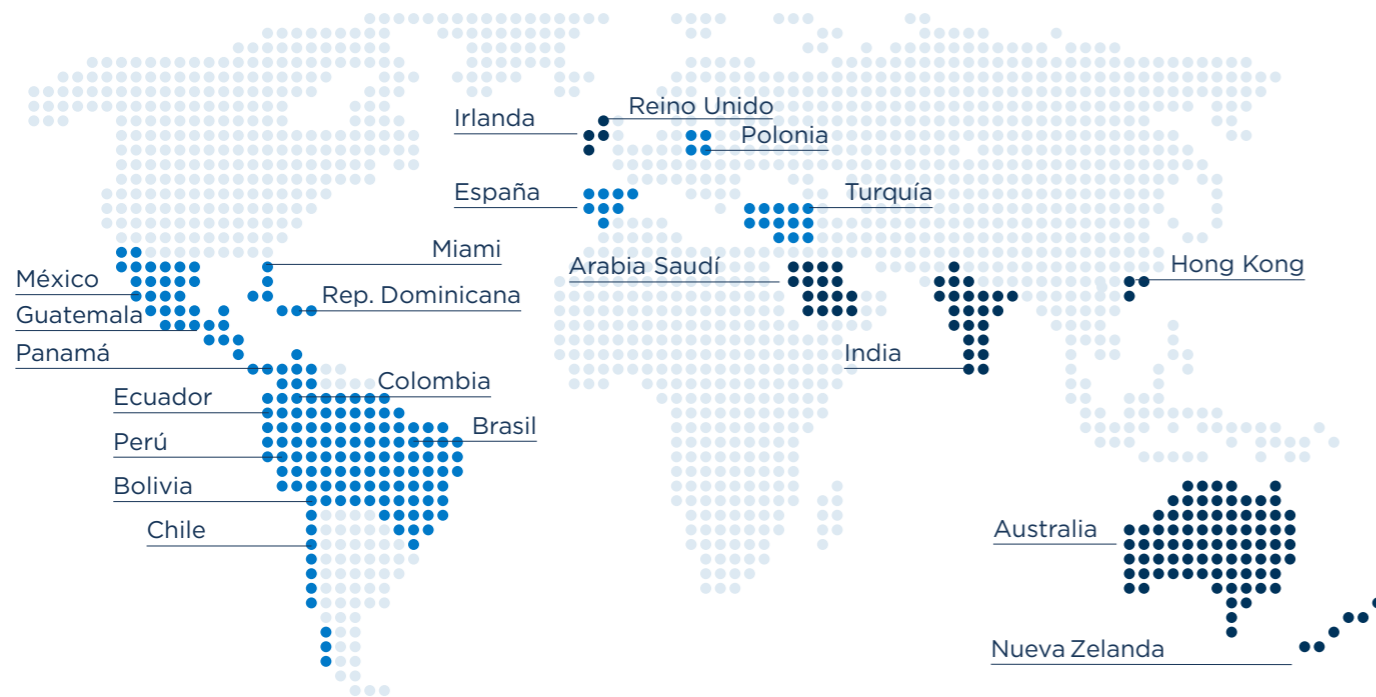 Reino Unido
Irlanda
Polonia
España
Turquía
Miami
Arabia Saudí
Hong Kong
México
Rep. Dominicana
Guatemala
Panamá
India
Colombia
Ecuador
Brasil
Perú
Bolivia
Chile
Australia
Nueva Zelanda